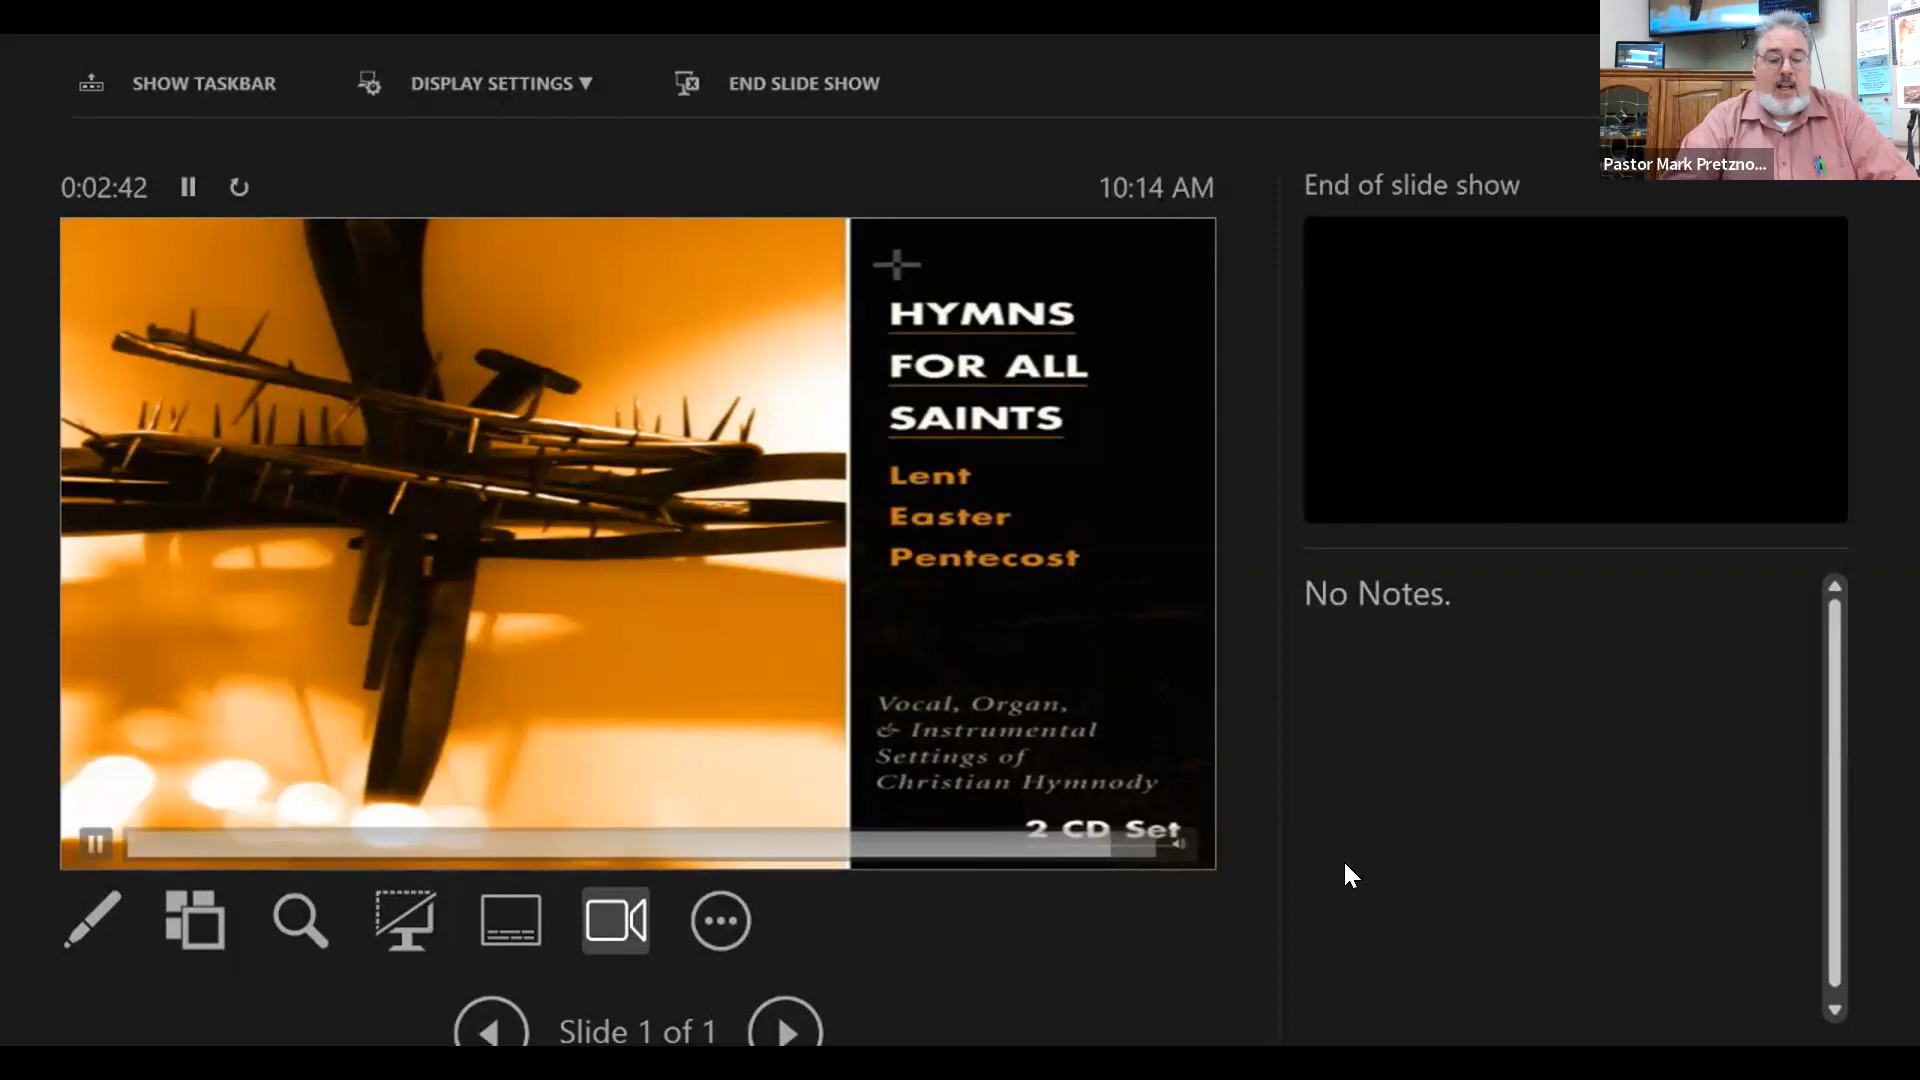 SHOW TASKBAR
DISPLAY SETTINGS ▼
END SLIDE SHOW
Pastor Mark Pretzno...
0:02:42
10:14 AM
End of slide show
HYMNS
FOR ALL
SAINTS
Lent
Easter
Pentecost
Vocal, Organ,
& Instrumental
Settings of
Christian Hymnody
2 CD Set
No Notes.
Slide 1 of 1